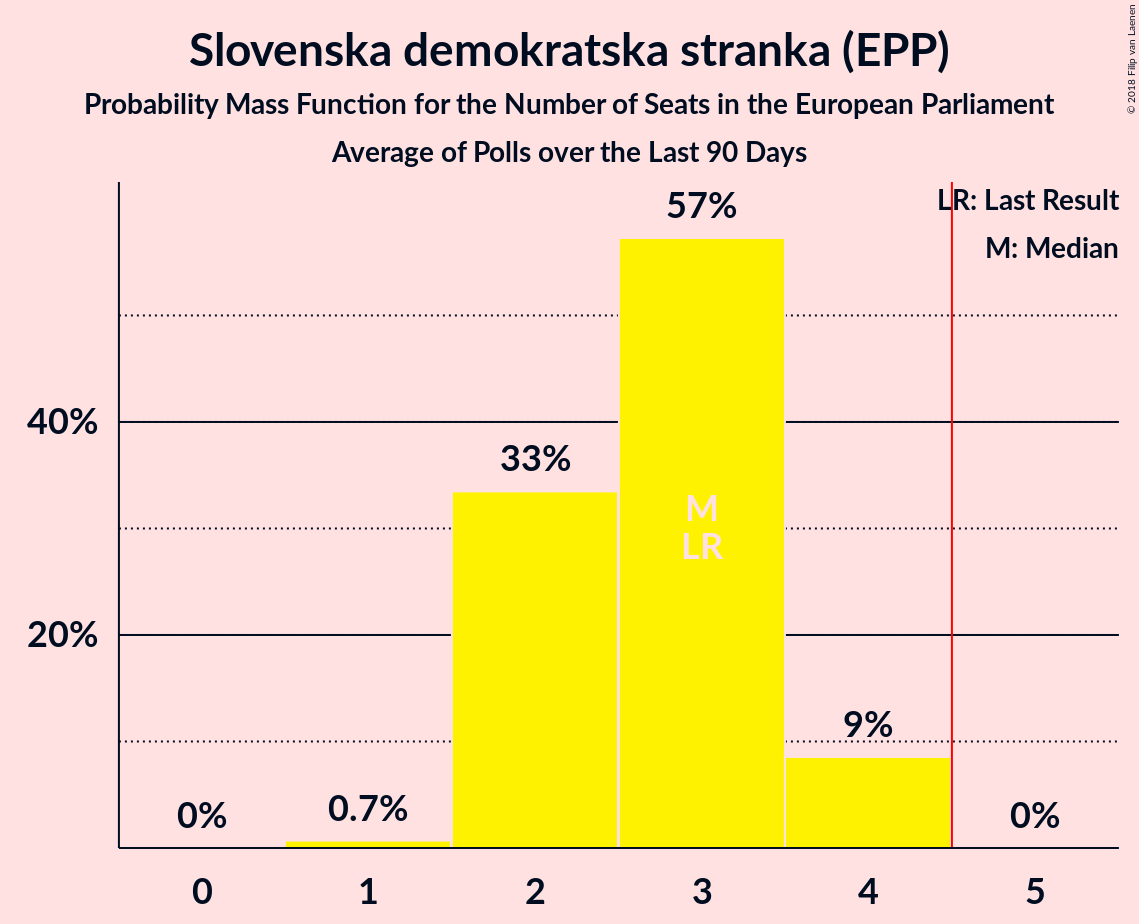 Slovenska demokratska stranka (EPP)
Probability Mass Function for the Number of Seats in the European Parliament
Average of Polls over the Last 90 Days
© 2018 Filip van Laenen
LR: Last Result
M: Median
57%
40%
33%
M
LR
20%
9%
0%
0.7%
0%
0 1 2 3 4 5